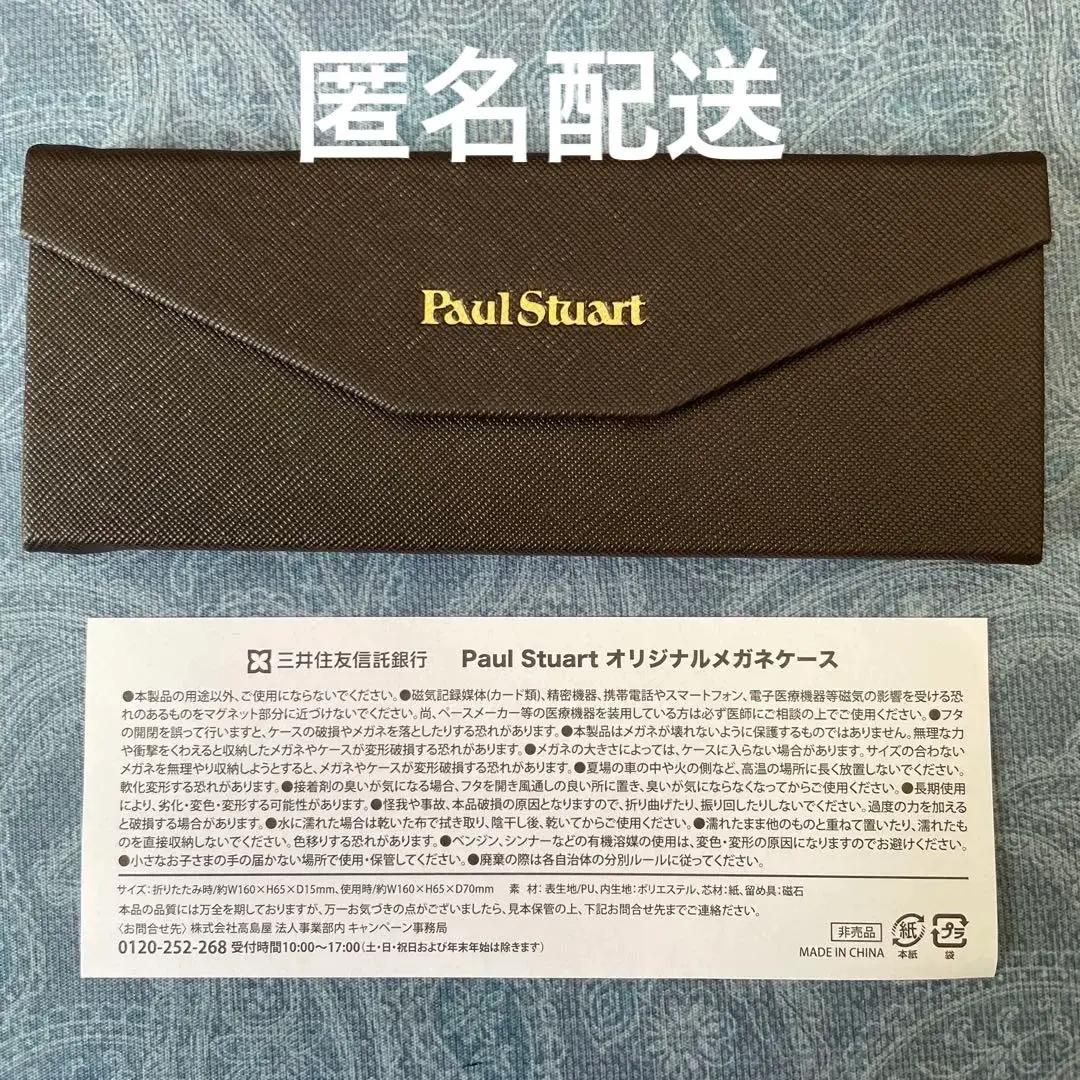 匿名配送
Paul Stuart
三井住友信託銀行 Paul Stuart オリジナルメガネケース
●本製品の用途以外、ご使用にならないでください。●磁気記録媒体(カード類)、精密機器、携帯電話やスマートフォン、電子医療機器等磁気の影響を受ける恐
れのあるものをマグネット部分に近づけないでください。尚、ペースメーカー等の医療機器を装用している方は必ず医師にご相談の上でご使用ください。●フタ
の開閉を誤って行いますと、ケースの破損やメガネを落としたりする恐れがあります。●本製品はメガネが壊れないように保護するものではありません。無理な力
や衝撃をくわえると収納したメガネやケースが変形破損する恐れがあります。●メガネの大きさによっては、ケースに入らない場合があります。サイズの合わない
メガネを無理やり収納しようとすると、メガネやケースが変形破損する恐れがあります。●夏場の車の中や火の側など、高温の場所に長く放置しないでください。
軟化変形する恐れがあります。●接着剤の臭いが気になる場合、フタを開き風通しの良い所に置き、臭いが気にならなくなってからご使用ください。●長期使用
により、劣化・変色・変形する可能性があります。●怪我や事故、本品破損の原因となりますので、折り曲げたり、振り回したりしないでください。過度の力を加える
と破損する場合があります。●水に濡れた場合は乾いた布で拭き取り、陰干し後、乾いてからご使用ください。●濡れたまま他のものと重ねて置いたり、濡れたも
のを直接収納しないでください。色移りする恐れがあります。●ベンジン、シンナーなどの有機溶媒の使用は、変色・変形の原因になりますのでお避けください。
●小さなお子さまの手の届かない場所で使用・保管してください。●廃棄の際は各自治体の分別ルールに従ってください。
サイズ:折りたたみ時/約W160×H65×D15mm、使用時/約W160×H65×D70mm 素 材:表生地/PU、内生地:ポリエステル、芯材:紙、留め具:磁石
本品の品質には万全を期しておりますが、万一お気づきの点がございましたら、見本保管の上、下記お問合せ先までご連絡ください。
〈お問合せ先〉株式会社高島屋 法人事業部内 キャンペーン事務局
0120-252-268 受付時間10:00〜17:00(土・日・祝日および年末年始は除きます)
非売品
MADE IN CHINA
紙
本紙
プラ
袋